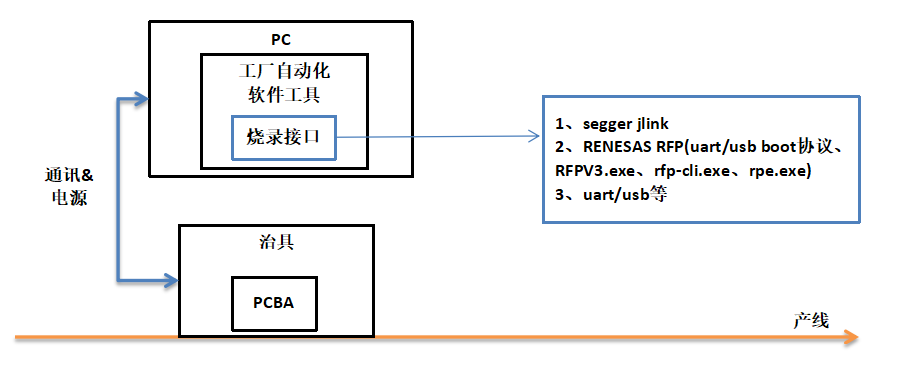 PC
工厂自动化
软件工具
烧录接口
1、segger jlink
2、RENESAS RFP(uart/usb boot协议、
RFPV3.exe、rfp-cli.exe、rpe.exe)
3、uart/usb等
通讯&
电源
治具
PCBA
产线